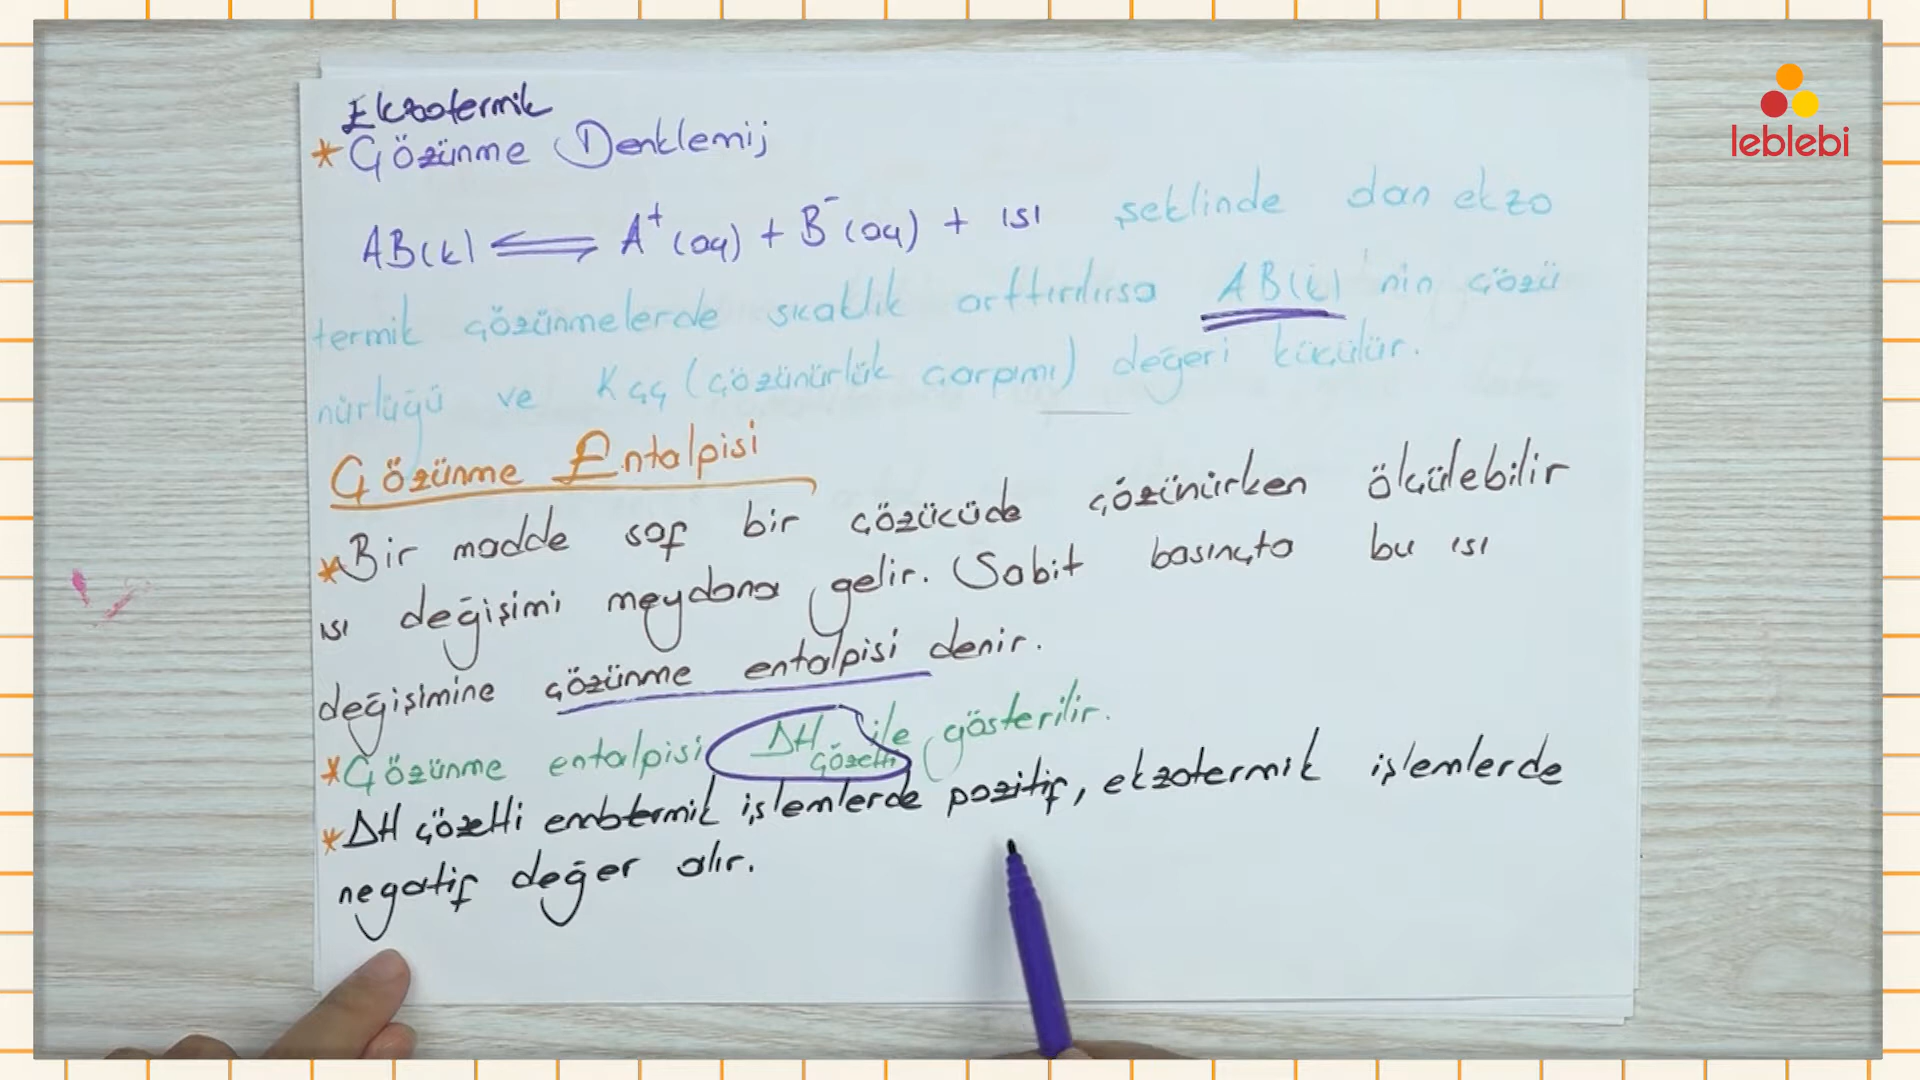 Ekzotermik
* Çözünme Denklemi;
AB(k) ⇌ A⁺(aq) + B⁻(aq) + ısı şeklinde olan ekzo
termik çözünmelerde sıcaklık arttırılırsa AB(k)'nin çözü
nürlüğü ve Kçç (çözünürlük çarpımı) değeri küçülür.
Çözünme Entalpisi
* Bir madde saf bir çözücüde çözünürken ölçülebilir
ısı değişimi meydana gelir. Sabit basınçta bu ısı
değişimine çözünme entalpisi denir.
* Çözünme entalpisi ΔH çözelti ile gösterilir.
* ΔH çözelti endotermik işlemlerde pozitif, ekzotermik işlemlerde
negatif değer alır.
leblebi